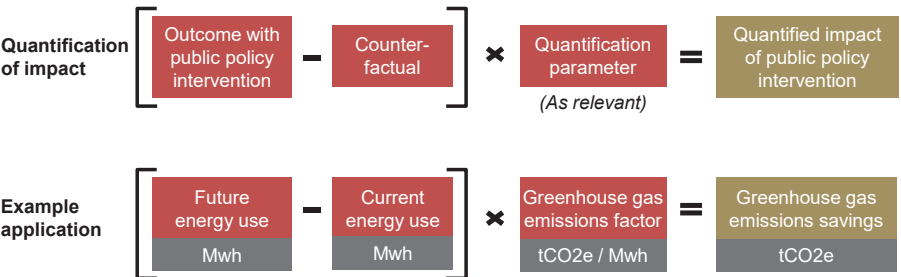 Quantification
of impact
Outcome with
public policy
intervention
–
Counter-
factual
×
Quantification
parameter
(As relevant)
=
Quantified impact
of public policy
intervention
Example
application
Future
energy use
Mwh
–
Current
energy use
Mwh
×
Greenhouse gas
emissions factor
tCO2e / Mwh
=
Greenhouse gas
emissions savings
tCO2e